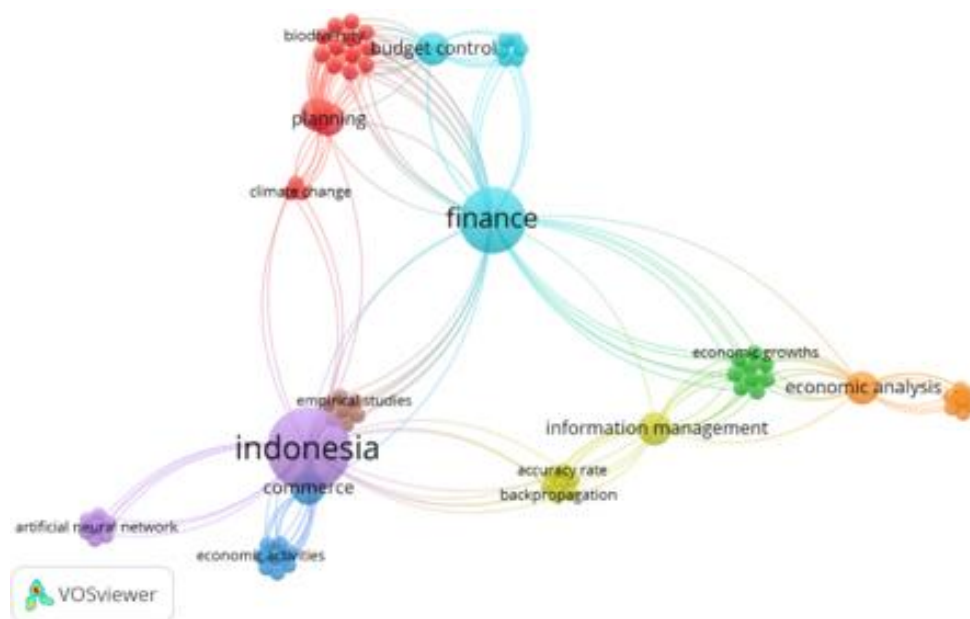 biodiversity
budget control
planning
climate change
finance
economic growths
economic analysis
empirical studies
information management
indonesia
accuracy rate
commerce
backpropagation
artificial neural network
economic activities
VOSviewer